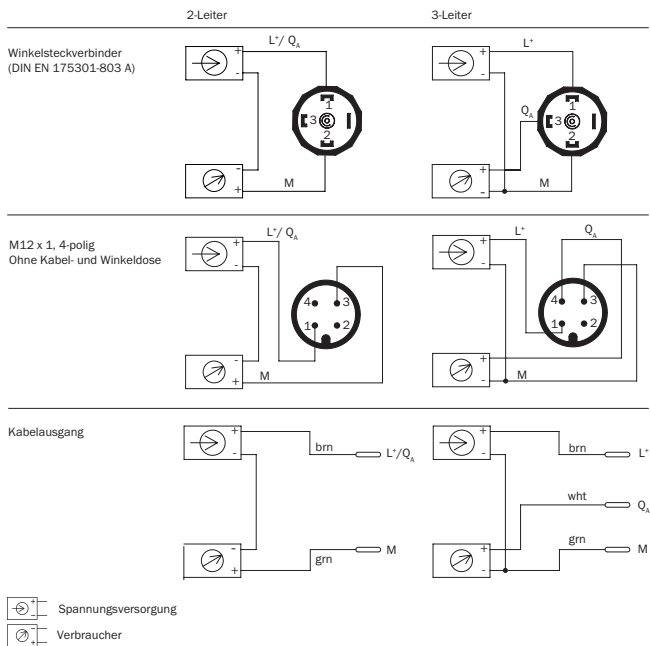 2-Leiter 3-Leiter
Winkelsteckverbinder
(DIN EN 175301-803 A)
+ L⁺/ Q_A
-
1
3
2
-
+ M
+ L⁺
-
1
Q_A 3
2
+
- M
M12 x 1, 4-polig
Ohne Kabel- und Winkeldose
L⁺/ Q_A
+
-
4 3
1 2
-
+ M
L⁺ Q_A
+
-
4 3
1 2
+
- M
Kabelausgang
+
- brn L⁺/Q_A
-
+ grn M
+
- brn L⁺
wht Q_A
+
- grn M
+
- Spannungsversorgung
-
+ Verbraucher